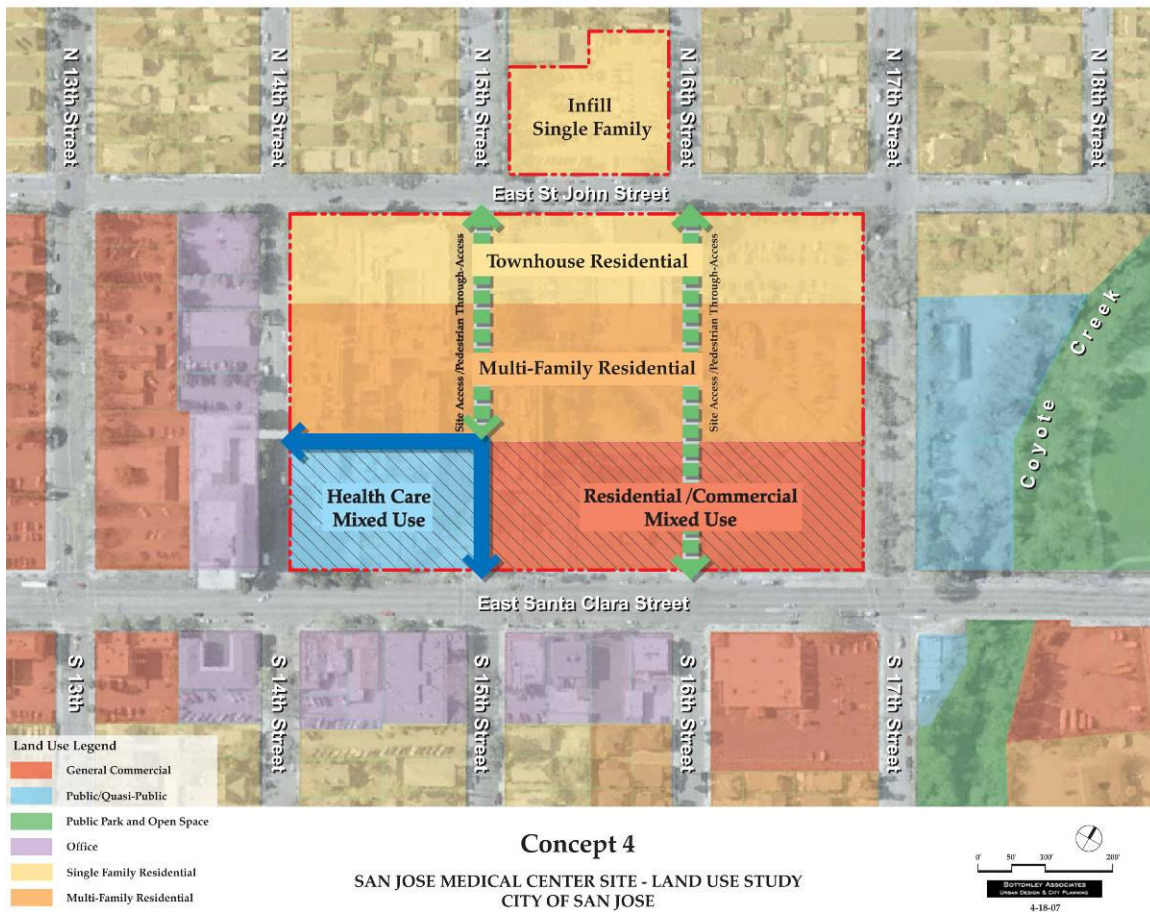 N 13th Street
N 14th Street
N 15th Street
N 16th Street
N 17th Street
N 18th Street
Infill
Single Family
East St John Street
Townhouse Residential
Site Access /Pedestrian Through-Access
Site Access /Pedestrian Through-Access
Multi-Family Residential
Coyote Creek
Health Care
Mixed Use
Residential /Commercial
Mixed Use
East Santa Clara Street
S 13th
S 14th Street
S 15th Street
S 16th Street
S 17th Street
Land Use Legend
General Commercial
Public/Quasi-Public
Public Park and Open Space
Office
Single Family Residential
Multi-Family Residential
Concept 4
SAN JOSE MEDICAL CENTER SITE - LAND USE STUDY
CITY OF SAN JOSE
0' 50' 100' 200'
BOTTOMLEY ASSOCIATES
URBAN DESIGN & CITY PLANNING
4-18-07